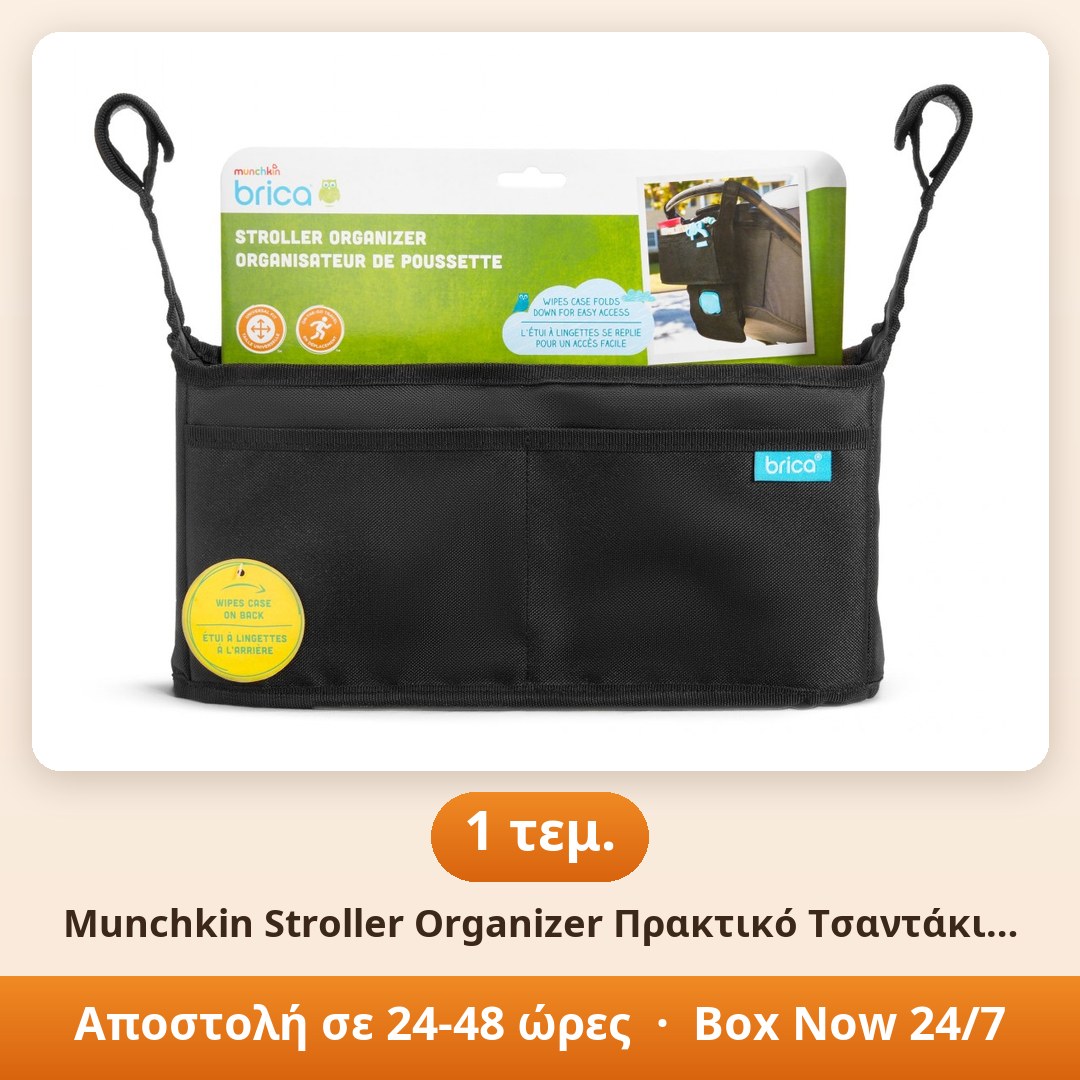 munchkin
brica
STROLLER ORGANIZER
ORGANISATEUR DE POUSSETTE
WIPES CASE FOLDS
DOWN FOR EASY ACCESS
L'ÉTUI À LINGETTES SE REPLIE
POUR UN ACCÈS FACILE
brica®
WIPES CASE
ON BACK
ÉTUI À LINGETTES
À L'ARRIÈRE
1 τεμ.
Munchkin Stroller Organizer Πρακτικό Τσαντάκι...
Αποστολή σε 24-48 ώρες · Box Now 24/7